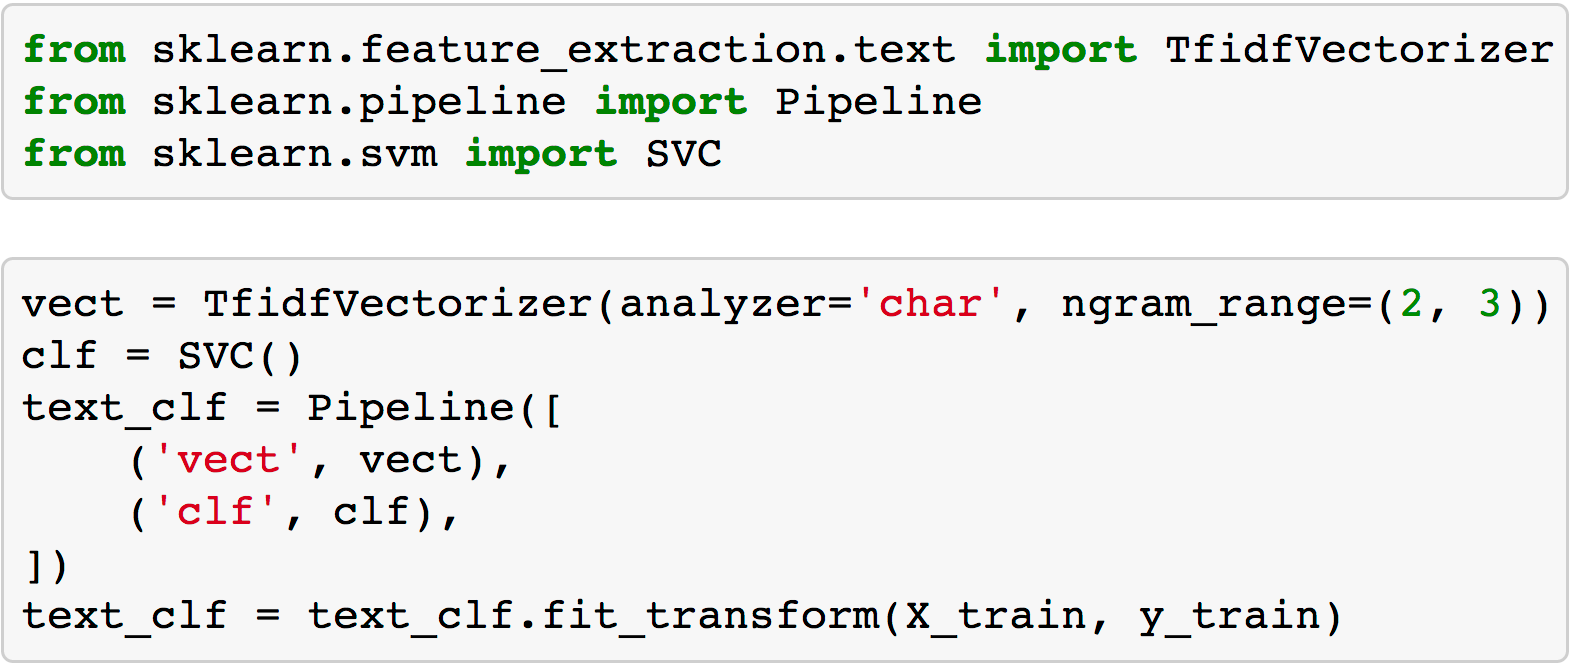 from sklearn.feature_extraction.text import TfidfVectorizer
from sklearn.pipeline import Pipeline
from sklearn.svm import SVC
vect = TfidfVectorizer(analyzer='char', ngram_range=(2, 3))
clf = SVC()
text_clf = Pipeline([
    ('vect', vect),
    ('clf', clf),
])
text_clf = text_clf.fit_transform(X_train, y_train)